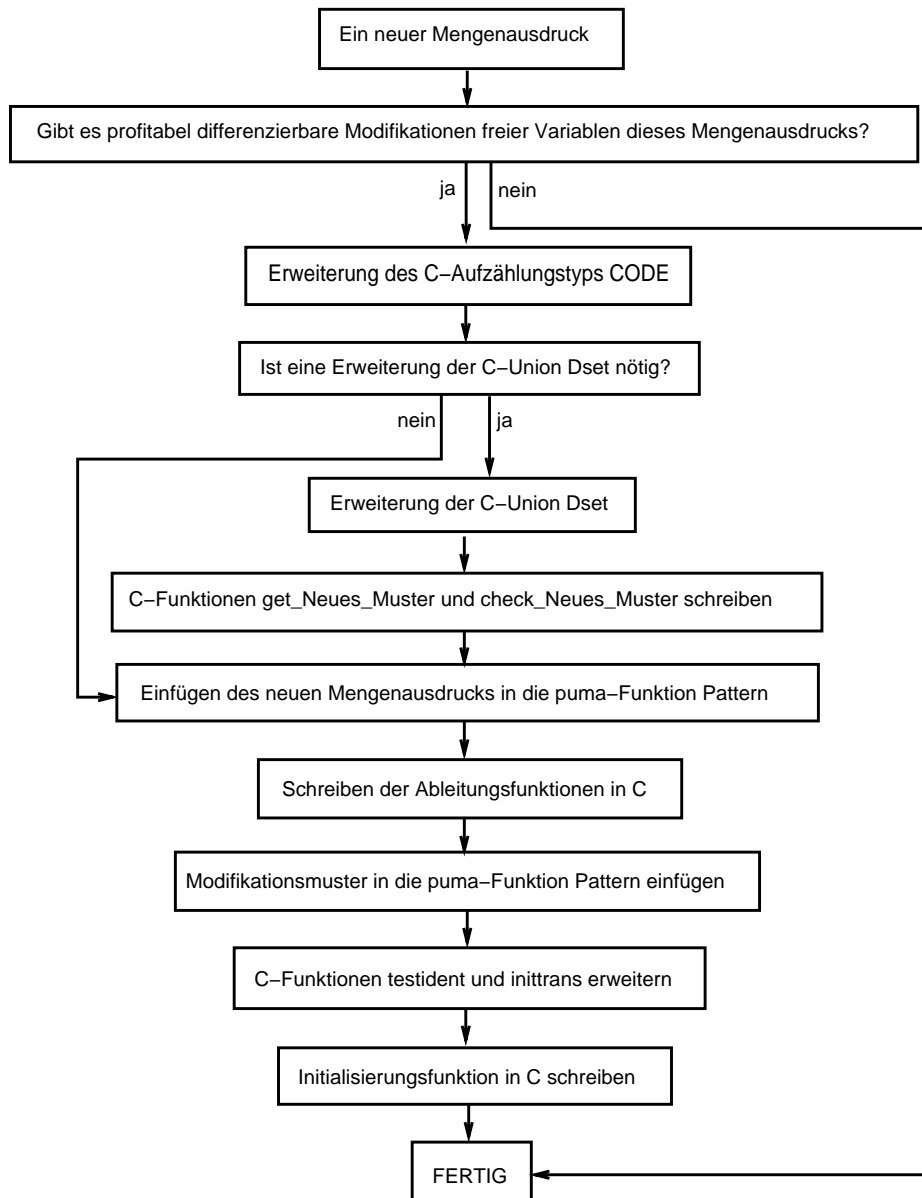 Ein neuer Mengenausdruck
Gibt es profitabel differenzierbare Modifikationen freier Variablen dieses Mengenausdrucks?
ja
nein
Erweiterung des C−Aufzählungstyps CODE
Ist eine Erweiterung der C−Union Dset nötig?
nein
ja
Erweiterung der C−Union Dset
C−Funktionen get_Neues_Muster und check_Neues_Muster schreiben
Einfügen des neuen Mengenausdrucks in die puma−Funktion Pattern
Schreiben der Ableitungsfunktionen in C
Modifikationsmuster in die puma−Funktion Pattern einfügen
C−Funktionen testident und inittrans erweitern
Initialisierungsfunktion in C schreiben
FERTIG